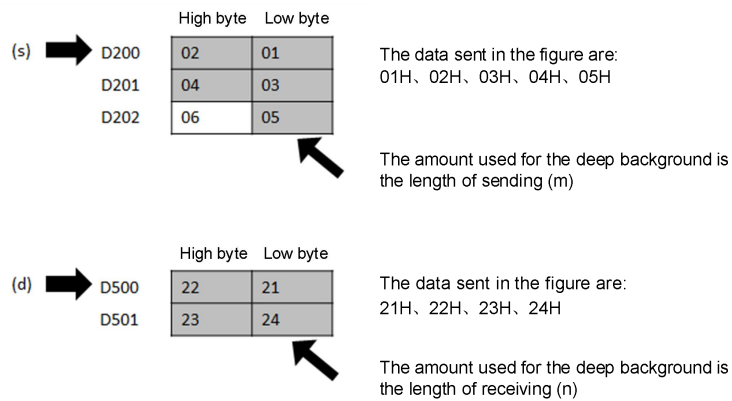 High byte Low byte
(s) D200 02 01
D201 04 03
D202 06 05
The data sent in the figure are:
01H、02H、03H、04H、05H
The amount used for the deep background is
the length of sending (m)
High byte Low byte
(d) D500 22 21
D501 23 24
The data sent in the figure are:
21H、22H、23H、24H
The amount used for the deep background is
the length of receiving (n)